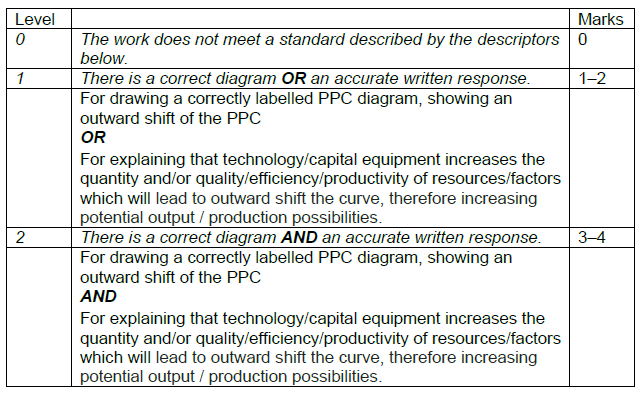 Level Marks
0 The work does not meet a standard described by the descriptors 0
below.
1 There is a correct diagram OR an accurate written response. 1–2
For drawing a correctly labelled PPC diagram, showing an
outward shift of the PPC
OR
For explaining that technology/capital equipment increases the
quantity and/or quality/efficiency/productivity of resources/factors
which will lead to outward shift the curve, therefore increasing
potential output / production possibilities.
2 There is a correct diagram AND an accurate written response. 3–4
For drawing a correctly labelled PPC diagram, showing an
outward shift of the PPC
AND
For explaining that technology/capital equipment increases the
quantity and/or quality/efficiency/productivity of resources/factors
which will lead to outward shift the curve, therefore increasing
potential output / production possibilities.